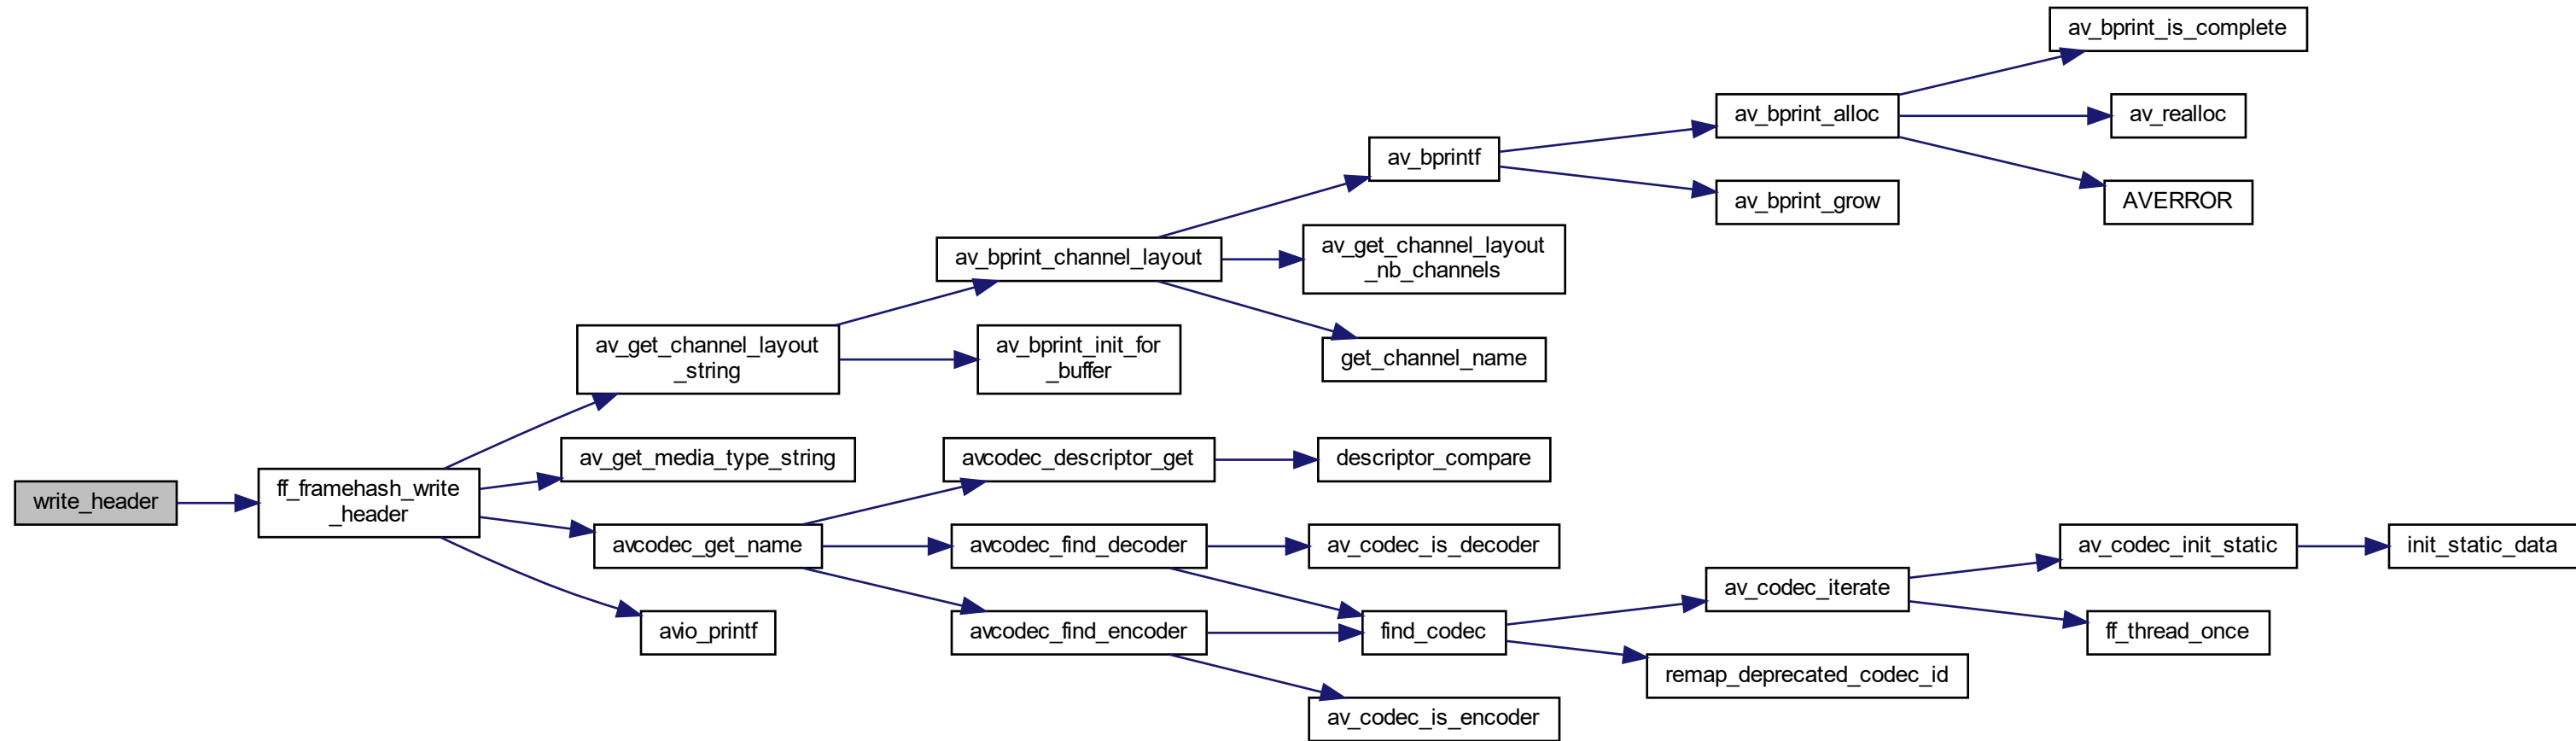 write_header
ff_framehash_write
_header
av_get_channel_layout
_string
av_get_media_type_string
avcodec_get_name
avio_printf
av_bprint_channel_layout
av_bprint_init_for
_buffer
avcodec_descriptor_get
avcodec_find_decoder
avcodec_find_encoder
av_bprintf
av_get_channel_layout
_nb_channels
get_channel_name
descriptor_compare
av_codec_is_decoder
find_codec
av_codec_is_encoder
av_bprint_alloc
av_bprint_grow
av_codec_iterate
remap_deprecated_codec_id
av_bprint_is_complete
av_realloc
AVERROR
av_codec_init_static
ff_thread_once
init_static_data